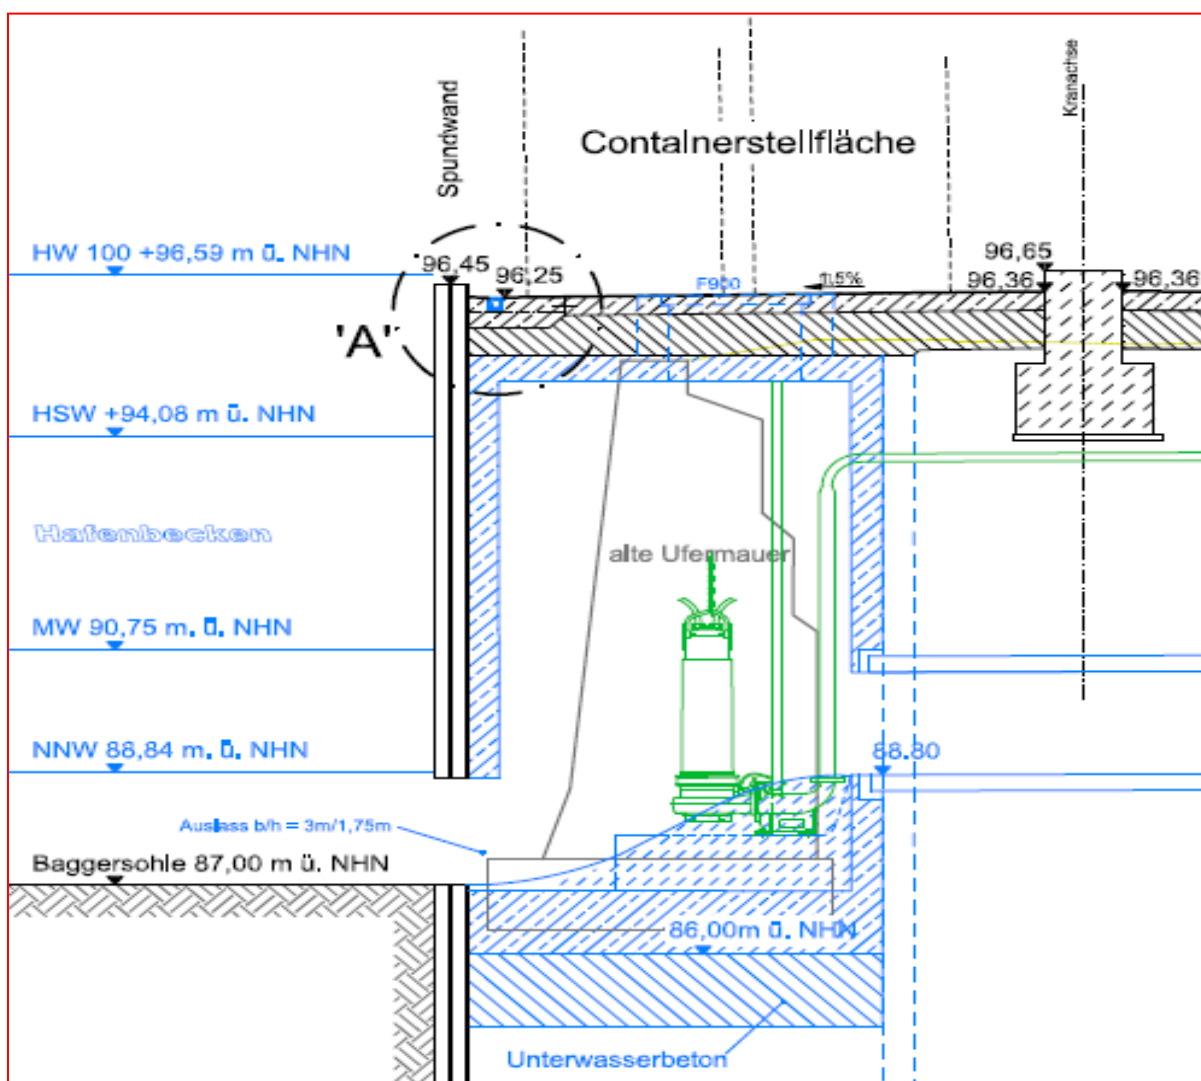 Kranachse
Spundwand
Containerstellfläche
HW 100 +96,59 m ü. NHN
96,45
96,25
F900
1,5%
96,65
96,36
96,36
'A'
HSW +94,08 m ü. NHN
Hafenbecken
alte Ufermauer
MW 90,75 m. ü. NHN
NNW 88,84 m. ü. NHN
88.80
Auslass b/h = 3m/1,75m
Baggersohle 87,00 m ü. NHN
86,00m ü. NHN
Unterwasserbeton